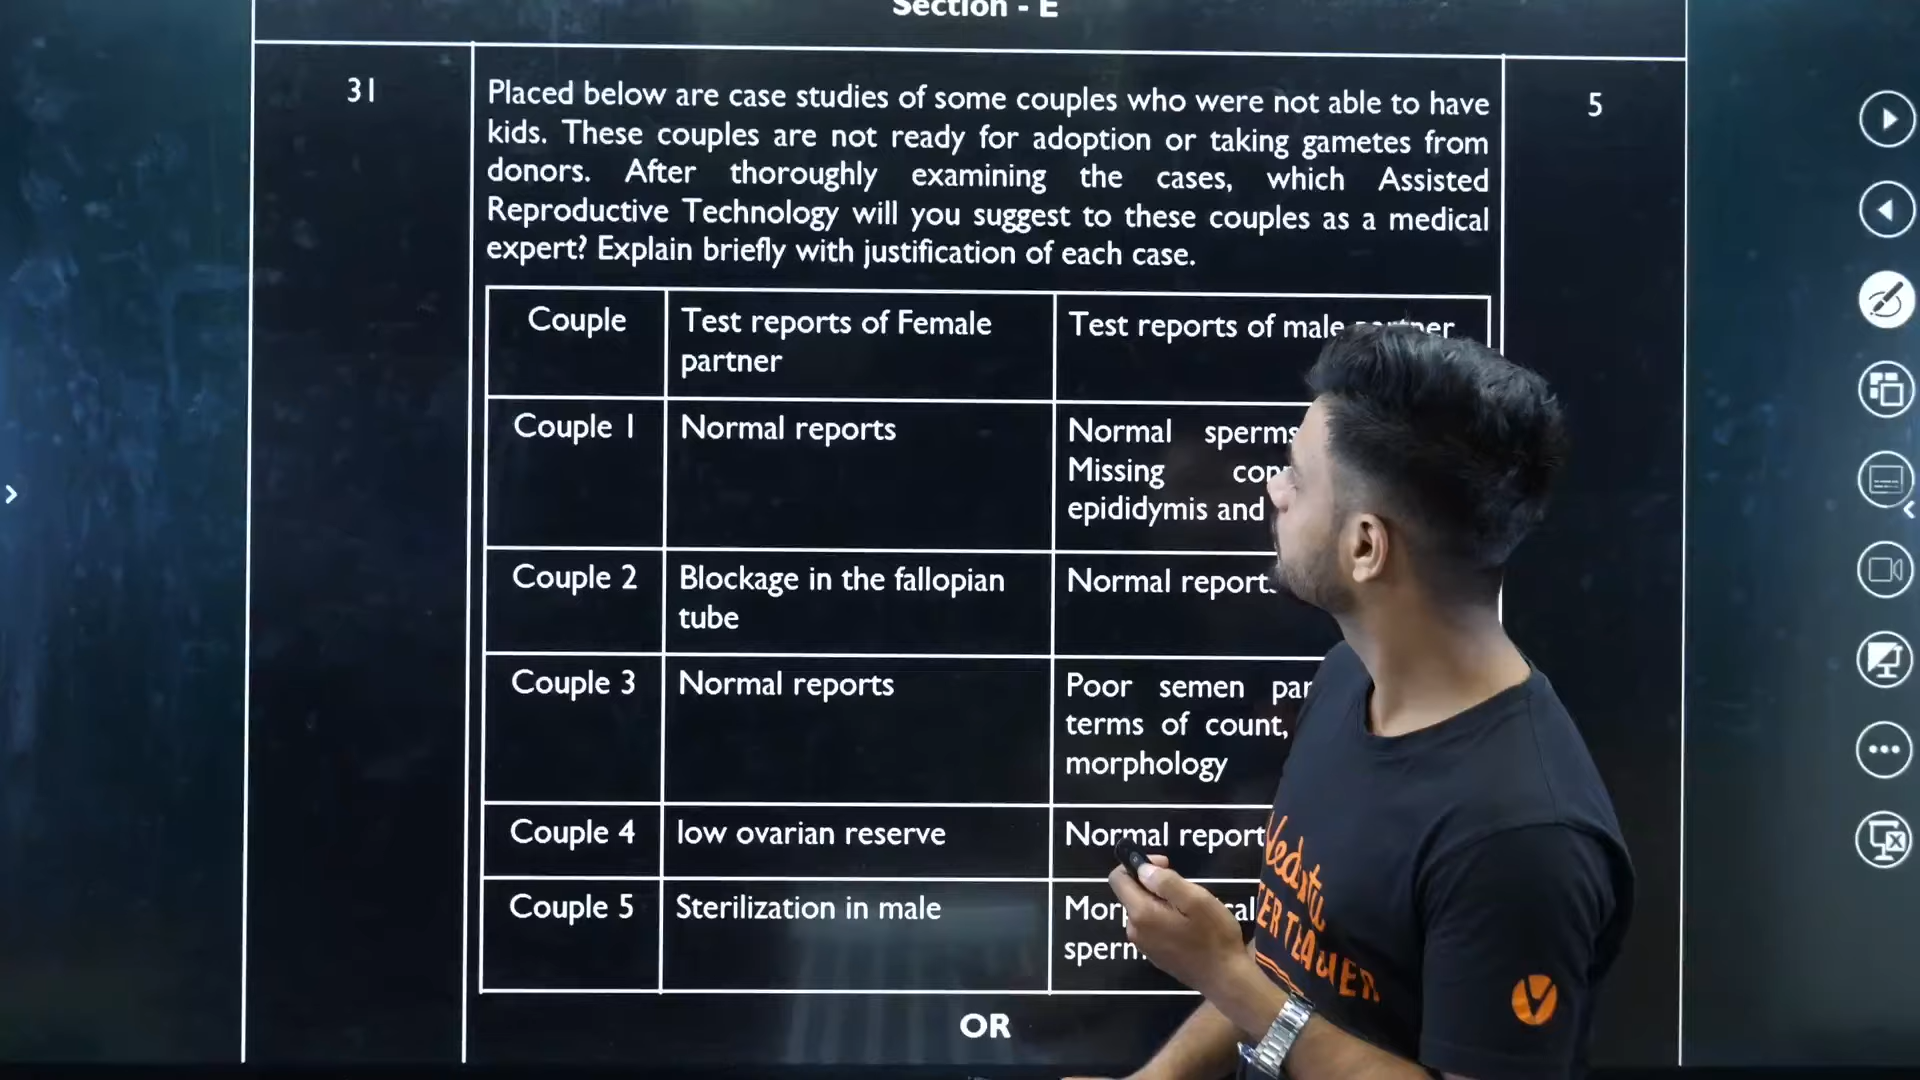 Section - E
31
Placed below are case studies of some couples who were not able to have
kids. These couples are not ready for adoption or taking gametes from
donors. After thoroughly examining the cases, which Assisted
Reproductive Technology will you suggest to these couples as a medical
expert? Explain briefly with justification of each case.
5
Couple
Test reports of Female
partner
Test reports of male partner
Couple 1
Normal reports
Normal sperms
Missing
epididymis and
Couple 2
Blockage in the fallopian
tube
Normal reports
Couple 3
Normal reports
Poor semen
terms of count,
morphology
Couple 4
low ovarian reserve
Normal report
Couple 5
Sterilization in male
OR